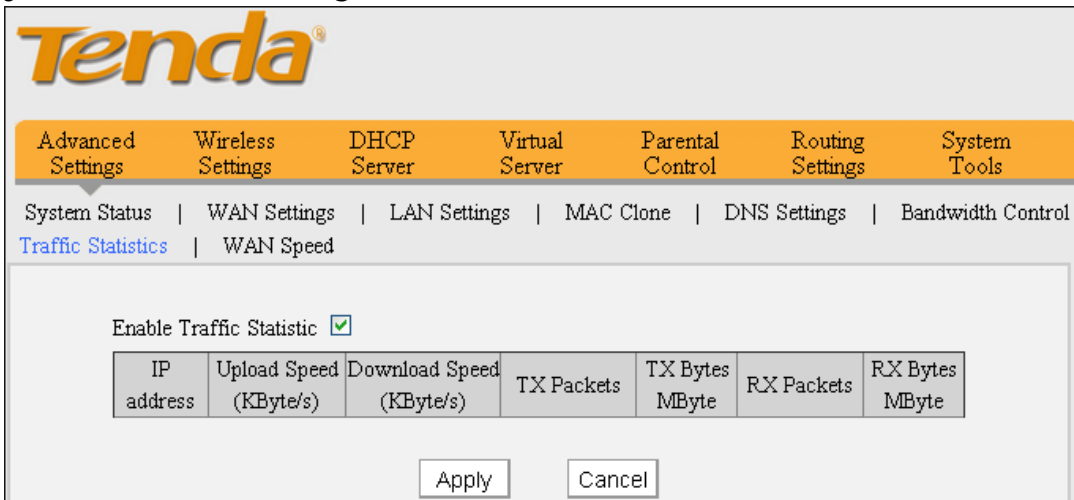 Tenda®
Advanced Settings Wireless Settings DHCP Server Virtual Server Parental Control Routing Settings System Tools
System Status | WAN Settings | LAN Settings | MAC Clone | DNS Settings | Bandwidth Control
Traffic Statistics | WAN Speed
Enable Traffic Statistic
IP address Upload Speed (KByte/s) Download Speed (KByte/s) TX Packets TX Bytes MByte RX Packets RX Bytes MByte
Apply Cancel